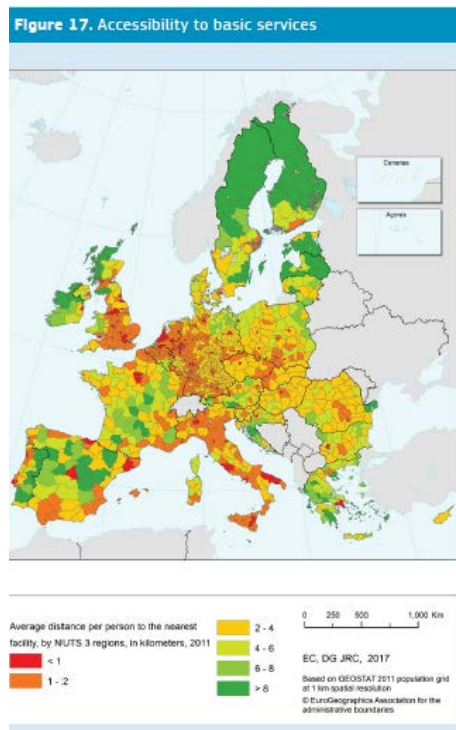 Figure 17. Accessibility to basic services
Canarias
Açores
Average distance per person to the nearest
facility, by NUTS 3 regions, in kilometers, 2011
< 1
1 - .2
2 - 4
4 - 6
6 - 8
> 8
0 250 500 1,000 Km
EC, DG JRC, 2017
Based on GEOSTAT 2011 population grid
at 1 km spatial resolution
© EuroGeographics Association for the
administrative boundaries